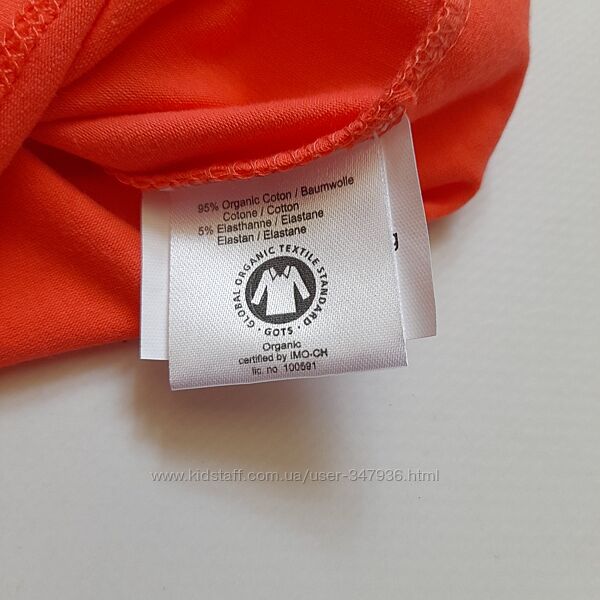 95% Organic Coton / Baumwolle
Cotone / Cotton
5% Elasthanne / Elastane
Elastan / Elastane
GLOBAL ORGANIC TEXTILE STANDARD
· GOTS ·
Organic
certified by IMO-CH
lic. no 100591
g
www.kidstaff.com.ua/user-347936.html